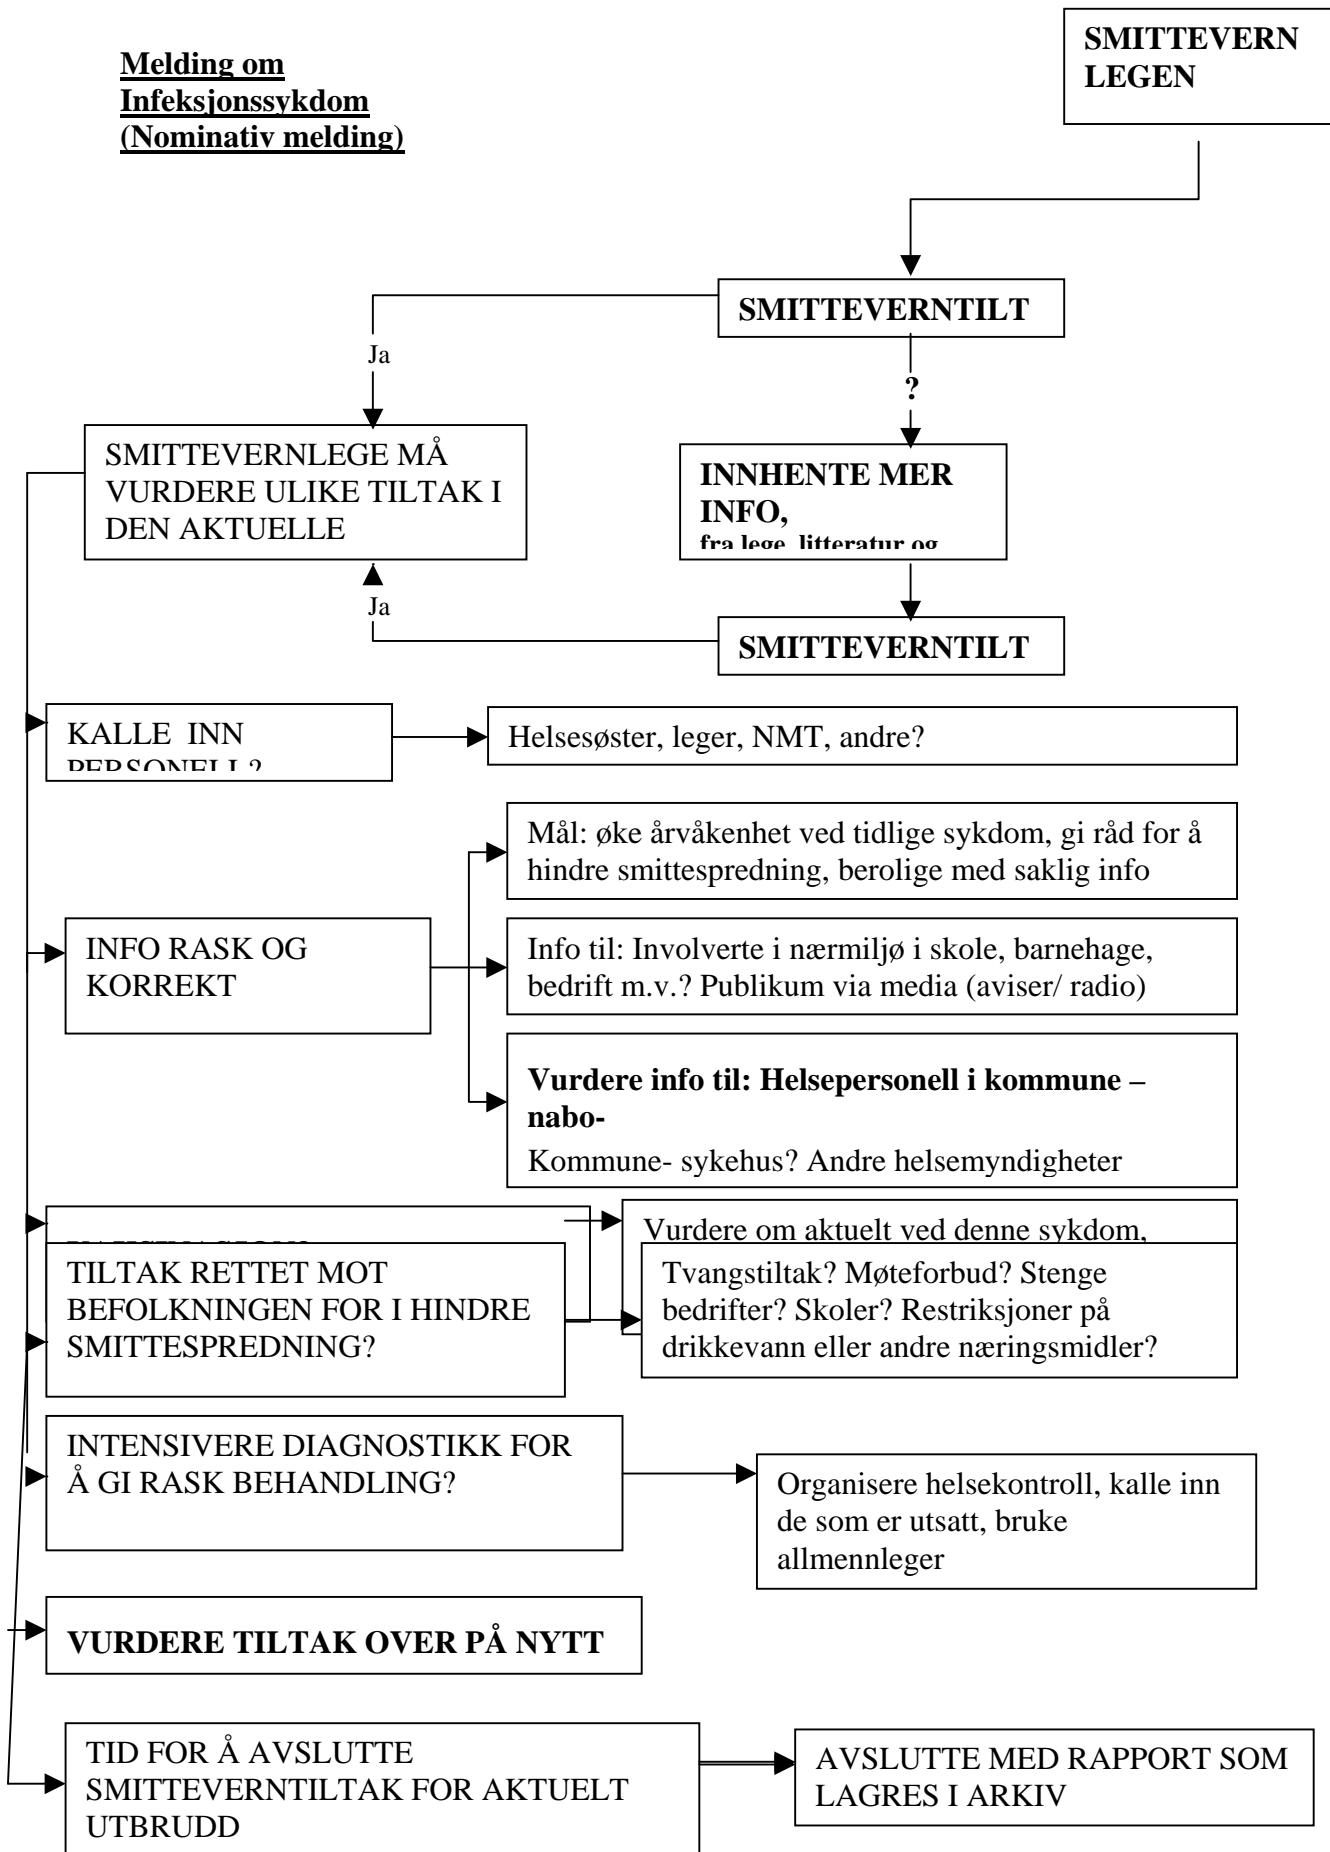 Melding om
Infeksjonssykdom
(Nominativ melding)
SMITTEVERN
LEGEN
SMITTEVERNTILT
Ja
?
SMITTEVERNLEGE MÅ
VURDERE ULIKE TILTAK I
DEN AKTUELLE
INNHENTE MER
INFO,
fra lege, litteratur og
Ja
SMITTEVERNTILT
KALLE  INN
PERSONELL?
Helsesøster, leger, NMT, andre?
Mål: øke årvåkenhet ved tidlige sykdom, gi råd for å
hindre smittespredning, berolige med saklig info
INFO RASK OG
KORREKT
Info til: Involverte i nærmiljø i skole, barnehage,
bedrift m.v.? Publikum via media (aviser/ radio)
Vurdere info til: Helsepersonell i kommune –
nabo-
Kommune- sykehus? Andre helsemyndigheter
Vurdere om aktuelt ved denne sykdom,
TILTAK RETTET MOT
BEFOLKNINGEN FOR I HINDRE
SMITTESPREDNING?
Tvangstiltak? Møteforbud? Stenge
bedrifter? Skoler? Restriksjoner på
drikkevann eller andre næringsmidler?
INTENSIVERE DIAGNOSTIKK FOR
Å GI RASK BEHANDLING?
Organisere helsekontroll, kalle inn
de som er utsatt, bruke
allmennleger
VURDERE TILTAK OVER PÅ NYTT
TID FOR Å AVSLUTTE
SMITTEVERNTILTAK FOR AKTUELT
UTBRUDD
AVSLUTTE MED RAPPORT SOM
LAGRES I ARKIV